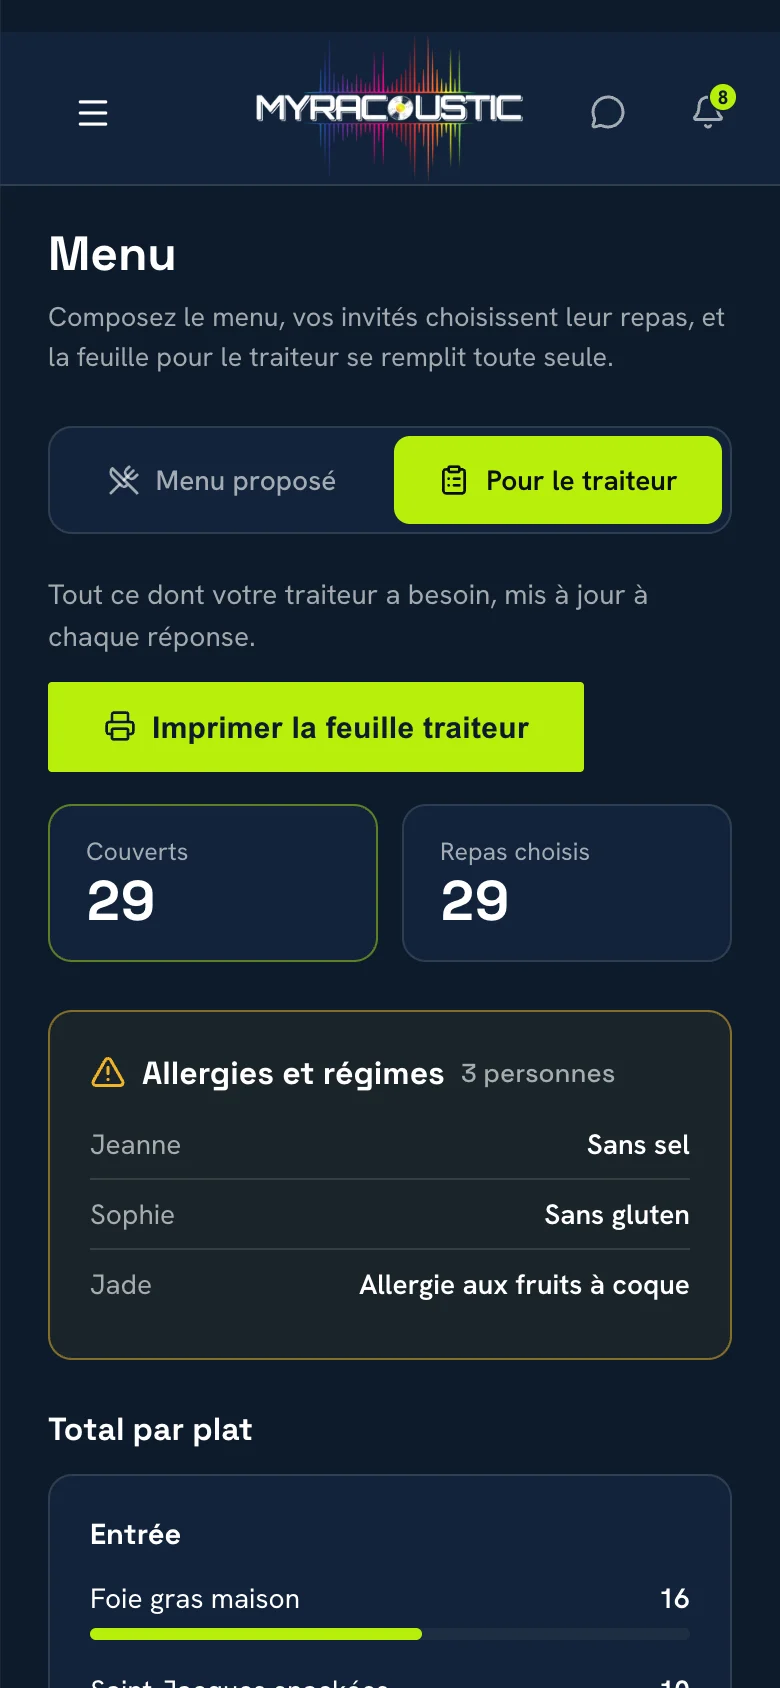 MYRACOUSTIC
8
Menu
Composez le menu, vos invités choisissent leur repas, et
la feuille pour le traiteur se remplit toute seule.
Menu proposé
Pour le traiteur
Tout ce dont votre traiteur a besoin, mis à jour à
chaque réponse.
Imprimer la feuille traiteur
Couverts
29
Repas choisis
29
Allergies et régimes 3 personnes
Jeanne Sans sel
Sophie Sans gluten
Jade Allergie aux fruits à coque
Total par plat
Entrée
Foie gras maison 16